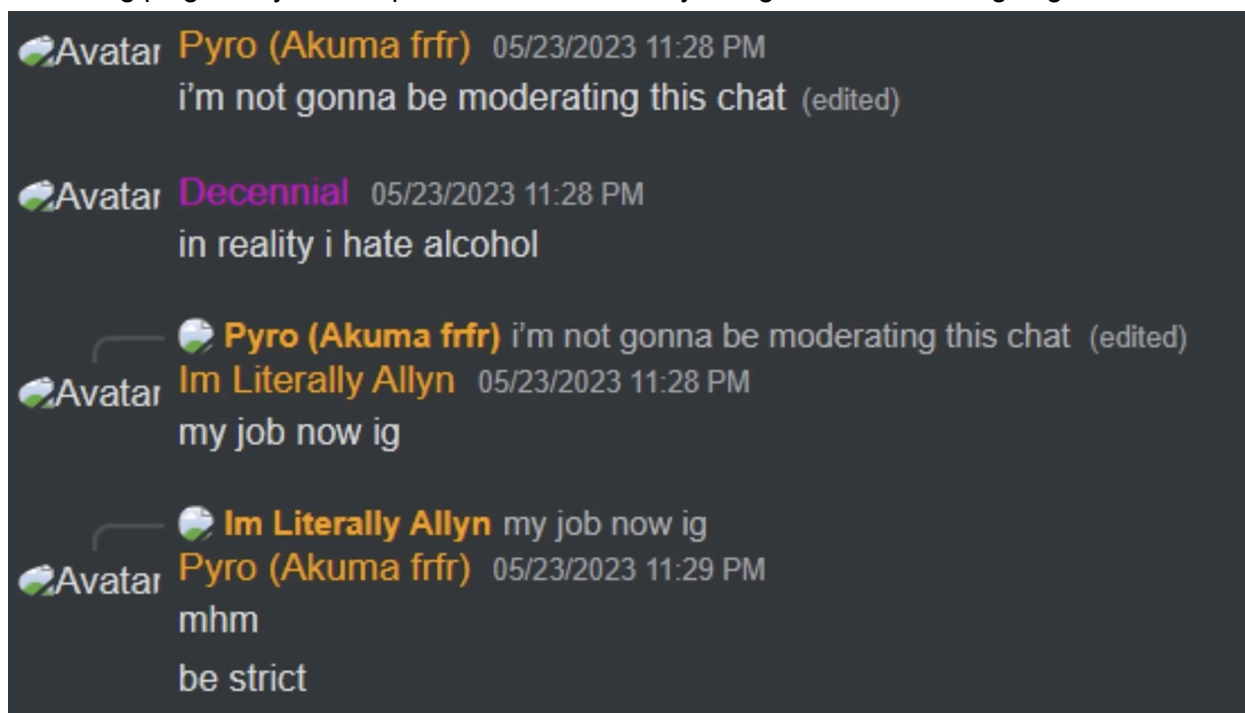 Avatar Pyro (Akuma frfr) 05/23/2023 11:28 PM
i'm not gonna be moderating this chat (edited)
Avatar Decennial 05/23/2023 11:28 PM
in reality i hate alcohol
Pyro (Akuma frfr) i'm not gonna be moderating this chat (edited)
Avatar Im Literally Allyn 05/23/2023 11:28 PM
my job now ig
Im Literally Allyn my job now ig
Avatar Pyro (Akuma frfr) 05/23/2023 11:29 PM
mhm
be strict